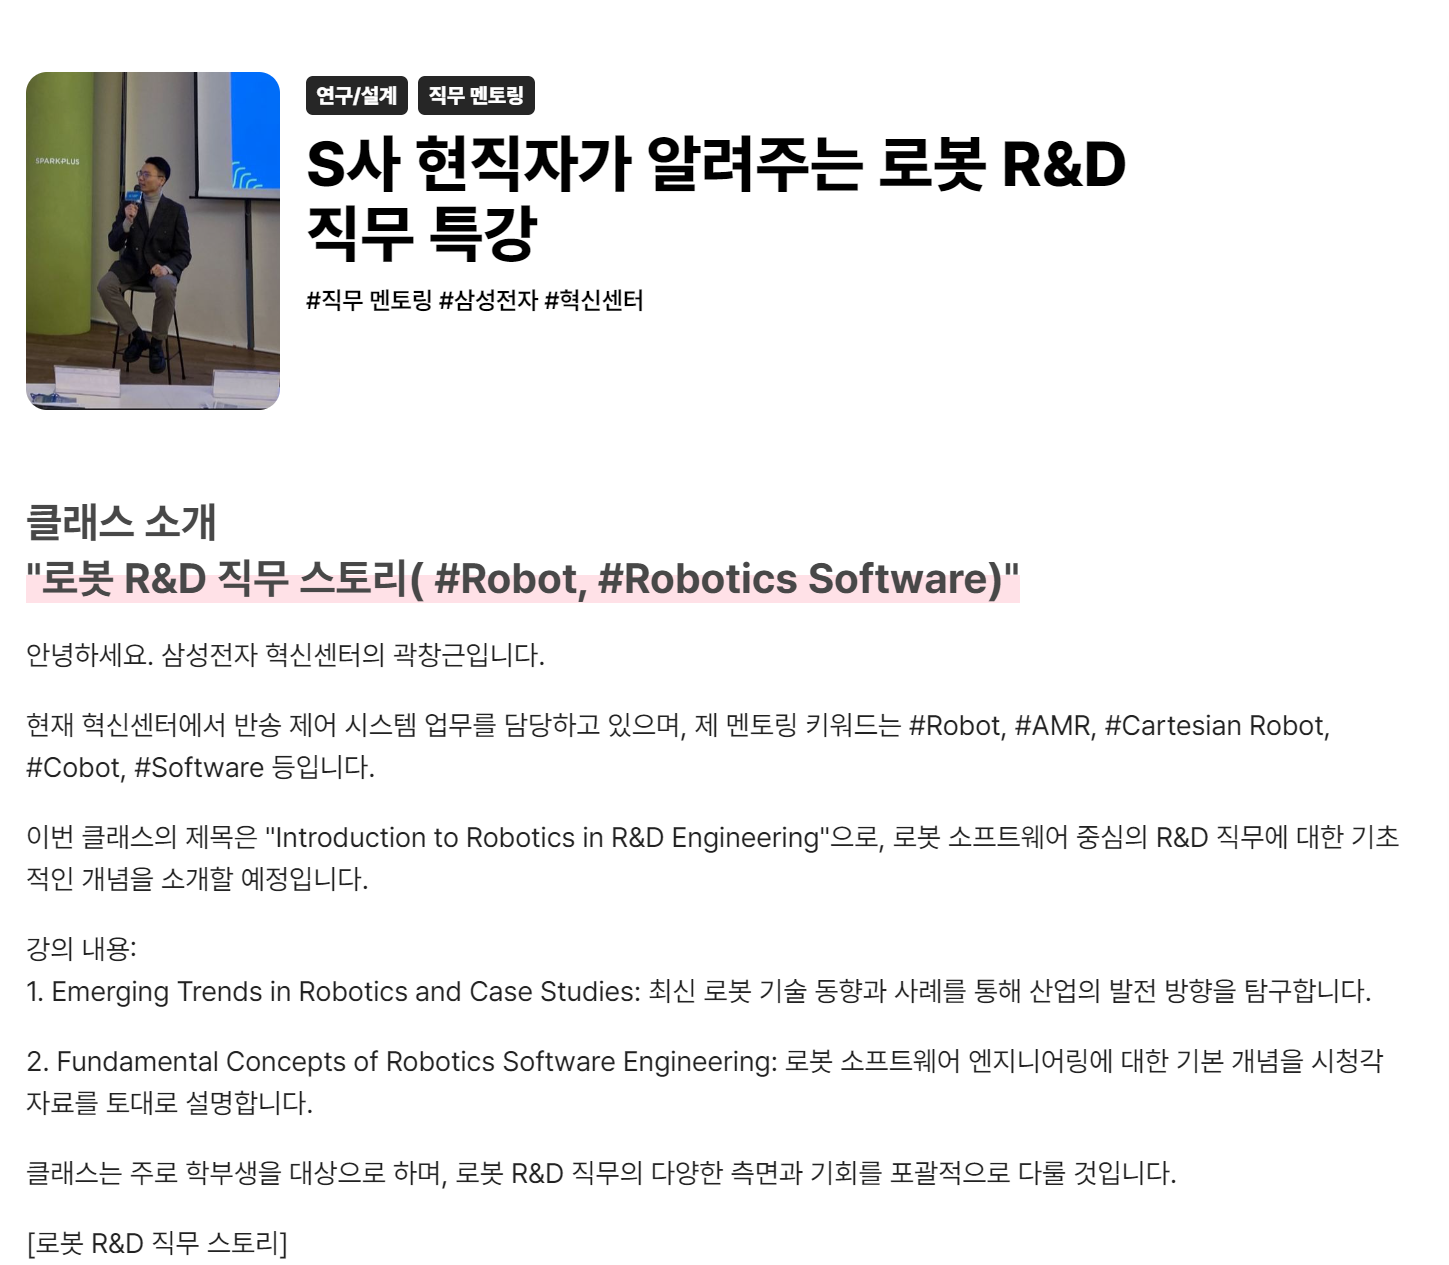 SPARKPLUS
연구/설계 직무 멘토링
S사 현직자가 알려주는 로봇 R&D
직무 특강
#직무 멘토링 #삼성전자 #혁신센터
클래스 소개
"로봇 R&D 직무 스토리( #Robot, #Robotics Software)"
안녕하세요. 삼성전자 혁신센터의 곽창근입니다.
현재 혁신센터에서 반송 제어 시스템 업무를 담당하고 있으며, 제 멘토링 키워드는 #Robot, #AMR, #Cartesian Robot,
#Cobot, #Software 등입니다.
이번 클래스의 제목은 "Introduction to Robotics in R&D Engineering"으로, 로봇 소프트웨어 중심의 R&D 직무에 대한 기초
적인 개념을 소개할 예정입니다.
강의 내용:
1. Emerging Trends in Robotics and Case Studies: 최신 로봇 기술 동향과 사례를 통해 산업의 발전 방향을 탐구합니다.
2. Fundamental Concepts of Robotics Software Engineering: 로봇 소프트웨어 엔지니어링에 대한 기본 개념을 시청각
자료를 토대로 설명합니다.
클래스는 주로 학부생을 대상으로 하며, 로봇 R&D 직무의 다양한 측면과 기회를 포괄적으로 다룰 것입니다.
[로봇 R&D 직무 스토리]